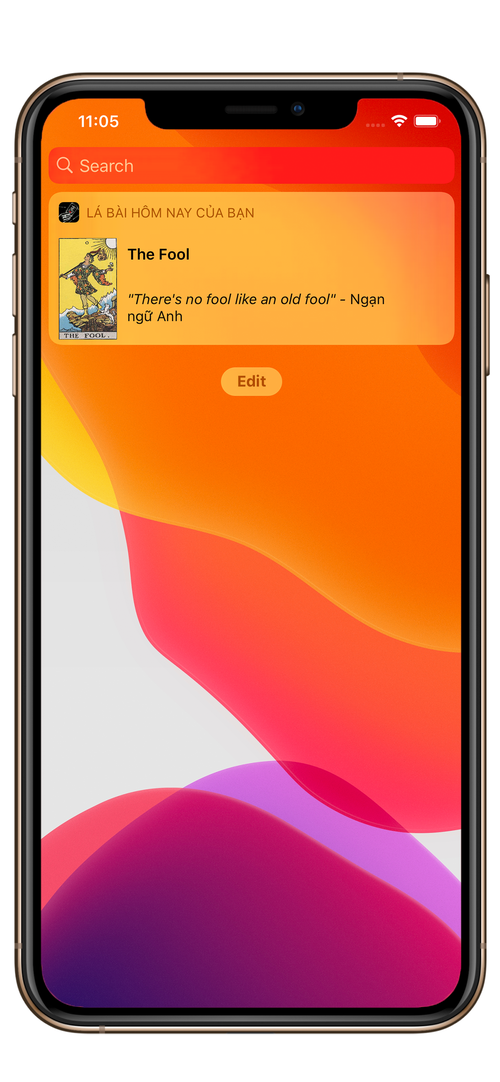 11:05
Search
LÁ BÀI HÔM NAY CỦA BẠN
The Fool
"There's no fool like an old fool" - Ngạn
ngữ Anh
THE FOOL.
Edit